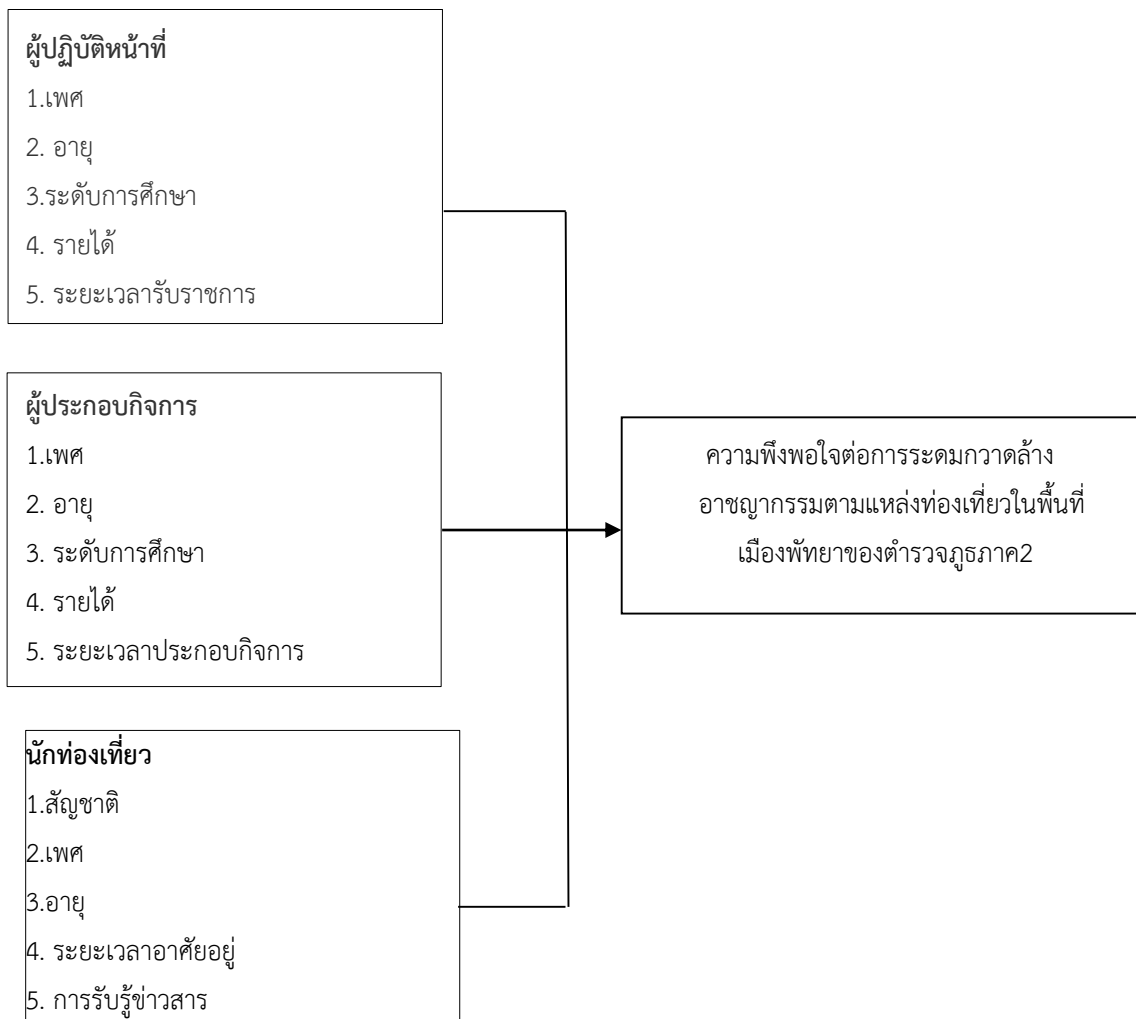 ผู้ปฏิบัติหน้าที่
1.เพศ
2. อายุ
3.ระดับการศึกษา
4. รายได้
5. ระยะเวลารับราชการ
ผู้ประกอบกิจการ
1.เพศ
2. อายุ
3. ระดับการศึกษา
4. รายได้
5. ระยะเวลาประกอบกิจการ
นักท่องเที่ยว
1.สัญชาติ
2.เพศ
3.อายุ
4. ระยะเวลาอาศัยอยู่
5. การรับรู้ข่าวสาร
ความพึงพอใจต่อการระดมกวาดล้าง
อาชญากรรมตามแหล่งท่องเที่ยวในพื้นที่
เมืองพัทยาของตำรวจภูธภาค2